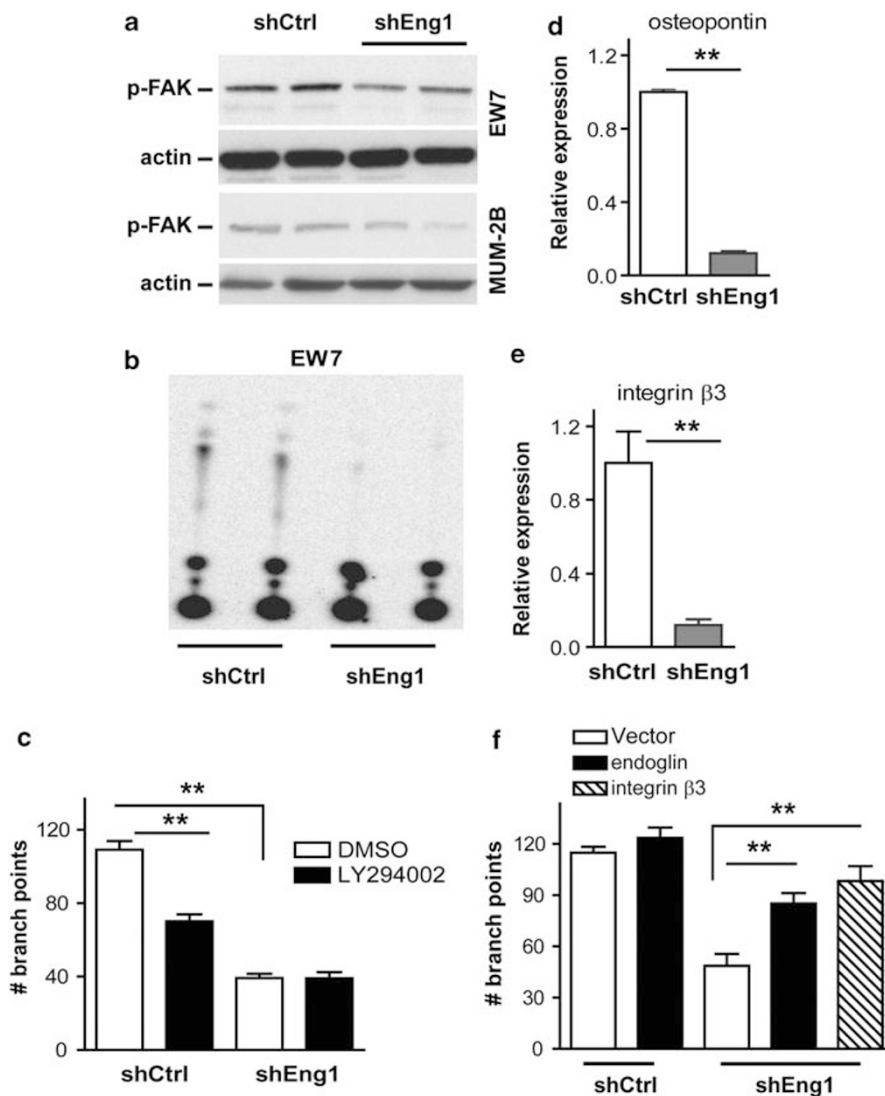 a
shCtrl shEng1
p-FAK
actin
EW7
p-FAK
actin
MUM-2B
b
EW7
shCtrl shEng1
c
**
**
# branch points
120
80
40
0
DMSO
LY294002
shCtrl shEng1
d
osteopontin
**
Relative expression
1.2
0.8
0.4
0.0
shCtrl shEng1
e
integrin β3
**
Relative expression
1.2
0.8
0.4
0.0
shCtrl shEng1
f
Vector
endoglin
integrin β3
**
**
# branch points
120
90
60
30
0
shCtrl shEng1